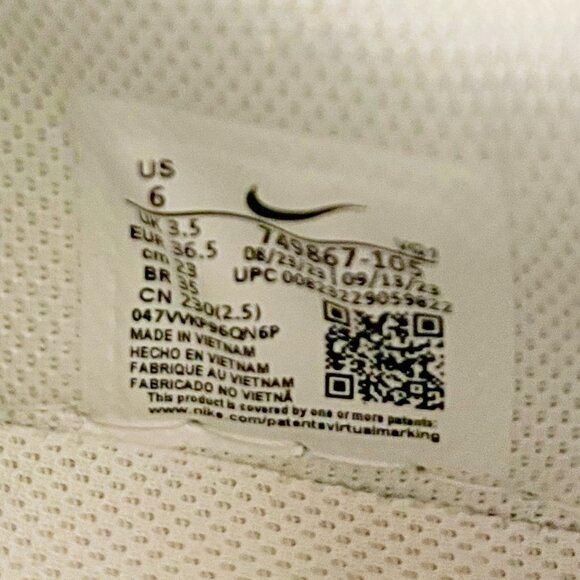 US
6
UK 3.5
EUR 36.5
cm 23
BR 35
CN 230(2.5)
749867-105
08/23/23 09/13/23
UPC
MADE IN VIETNAM
HECHO EN VIETNAM
FABRIQUE AU VIETNAM
FABRICADO NO VIETNÃ
This product is covered by one or more patents:
www.nike.com/patentsvirtualmarking